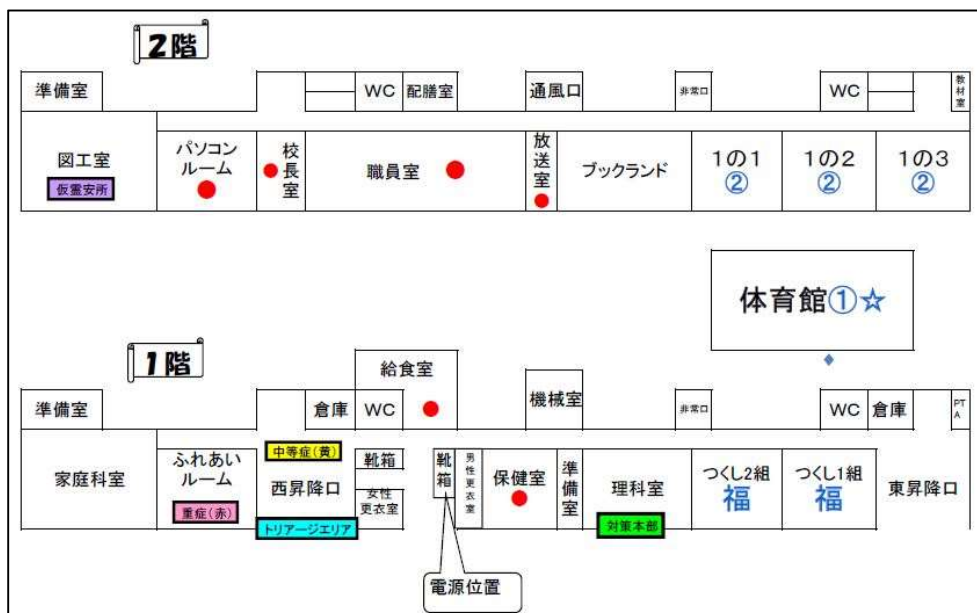 2階
準備室
WC
配膳室
通風口
非常口
WC
教材室
図工室
仮霊安所
パソコン
ルーム
校長室
職員室
放送室
ブックランド
1の1
②
1の2
②
1の3
②
体育館①☆
1階
給食室
準備室
倉庫
WC
機械室
非常口
WC
倉庫
PT
A
家庭科室
ふれあい
ルーム
重症(赤)
中等症(黄)
西昇降口
トリアージエリア
靴箱
女性
更衣室
靴箱
男性更衣室
保健室
準備室
理科室
対策本部
つくし2組
福
つくし1組
福
東昇降口
電源位置